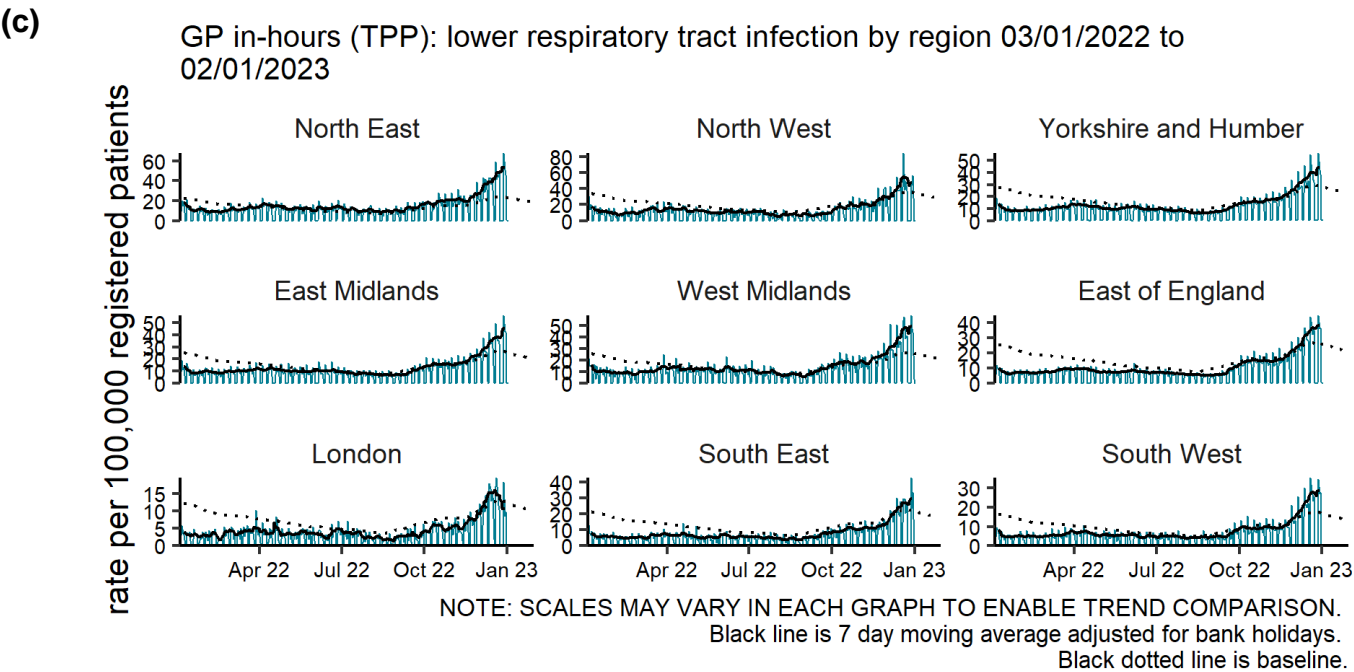 (c)
GP in-hours (TPP): lower respiratory tract infection by region 03/01/2022 to
02/01/2023
rate per 100,000 registered patients
North East
60
40
20
0
North West
80
60
40
20
0
Yorkshire and Humber
50
40
30
20
10
0
East Midlands
50
40
30
20
10
0
West Midlands
50
40
30
20
10
0
East of England
40
30
20
10
0
London
15
10
5
0
South East
40
30
20
10
0
South West
30
20
10
0
Apr 22 Jul 22 Oct 22 Jan 23
Apr 22 Jul 22 Oct 22 Jan 23
Apr 22 Jul 22 Oct 22 Jan 23
NOTE: SCALES MAY VARY IN EACH GRAPH TO ENABLE TREND COMPARISON.
Black line is 7 day moving average adjusted for bank holidays.
Black dotted line is baseline.